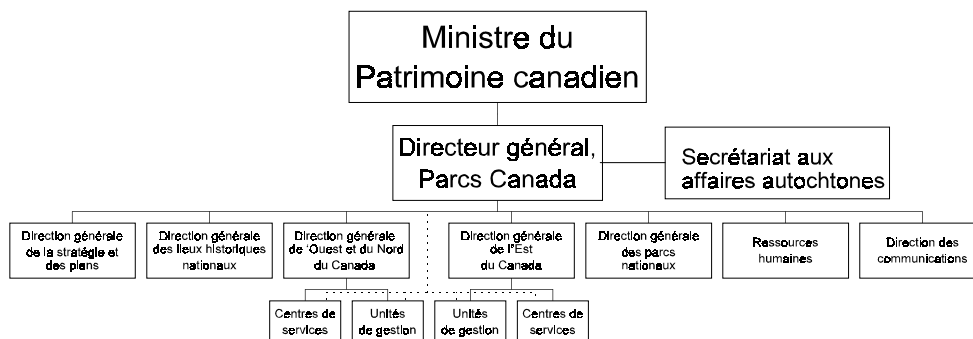 Ministre du
Patrimoine canadien
Directeur général,
Parcs Canada
Secrétariat aux
affaires autochtones
Direction générale
de la stratégie et
des plans
Direction générale
des lieux historiques
nationaux
Direction générale
de 'Ouest et du Nord
du Canada
Direction générale
de l'Est
du Canada
Direction générale
des parcs
nationaux
Ressources
humaines
Direction des
communications
Centres de
services
Unités
de gestion
Unités
de gestion
Centres de
services